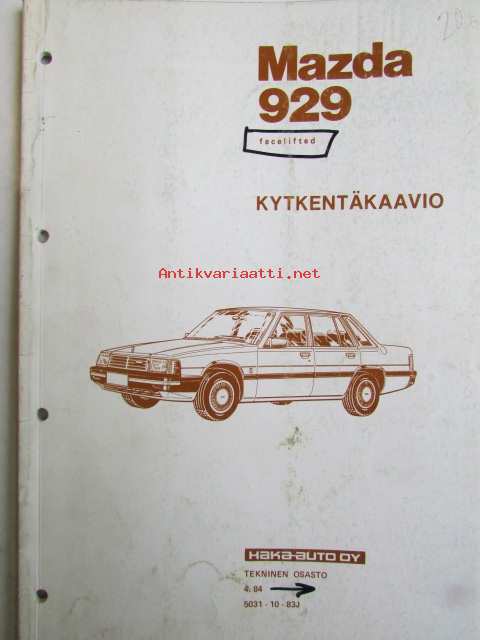 Mazda
929
facelifted
KYTKENTÄKAAVIO
Antikvariaatti.net
HAKA-AUTO OY
TEKNINEN OSASTO
4. 84
5031 - 10 - 83J